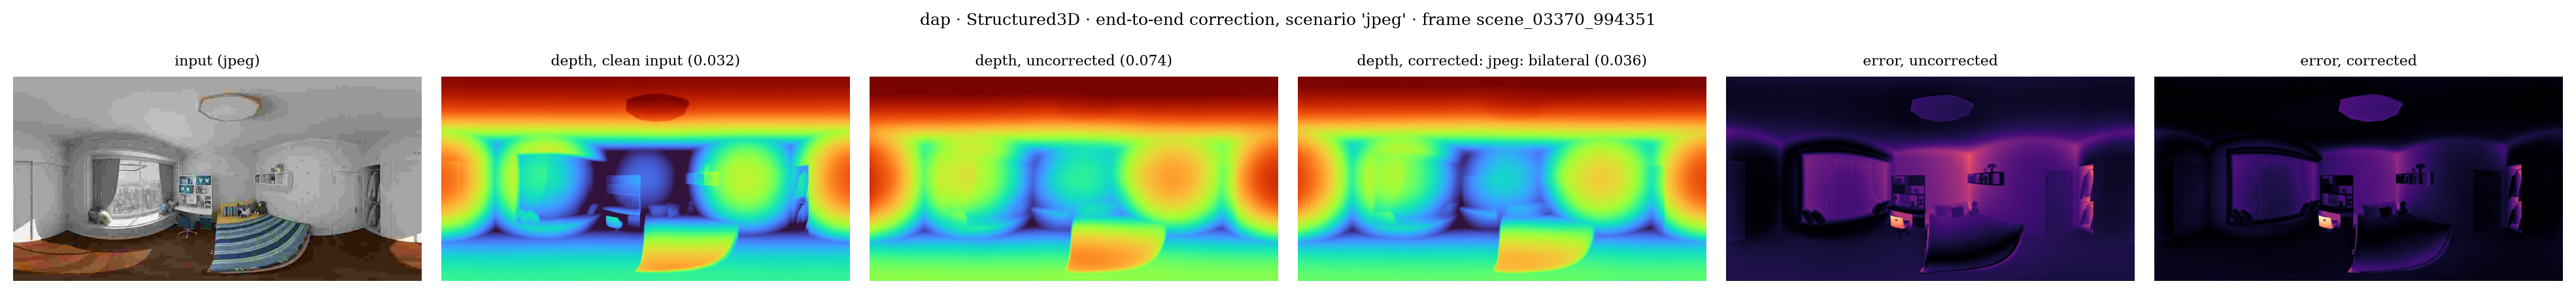 dap · Structured3D · end-to-end correction, scenario 'jpeg' · frame scene_03370_994351
input (jpeg)
depth, clean input (0.032)
depth, uncorrected (0.074)
depth, corrected: jpeg: bilateral (0.036)
error, uncorrected
error, corrected